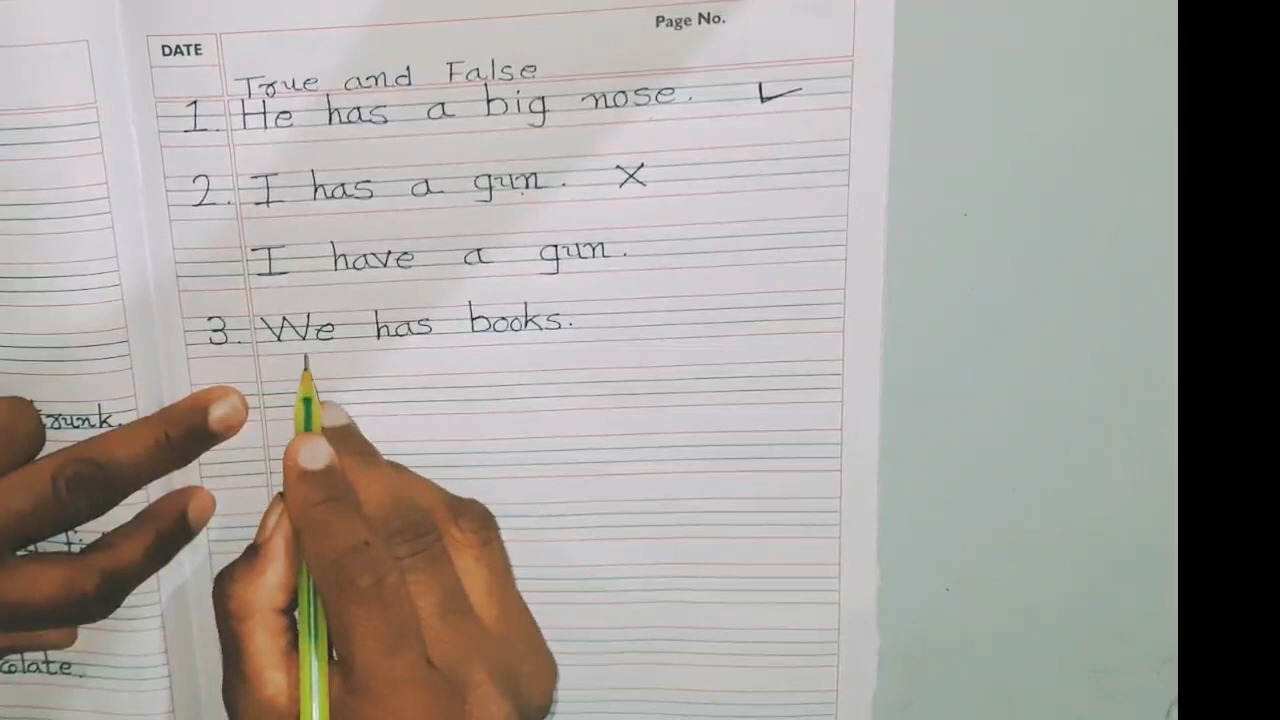 Page No.
DATE
True and False
1. He has a big nose. ✓
2. I has a gun. X
I have a gun.
3. We has books.
trunk.